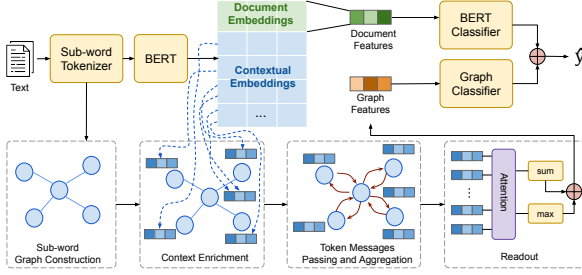 Document
Embeddings
Contextual
Embeddings
...
Text
Sub-word
Tokenizer
BERT
Document
Features
Graph
Features
BERT
Classifier
Graph
Classifier
ŷ
Sub-word
Graph Construction
Context Enrichment
Token Messages
Passing and Aggregation
Attention
sum
max
Readout